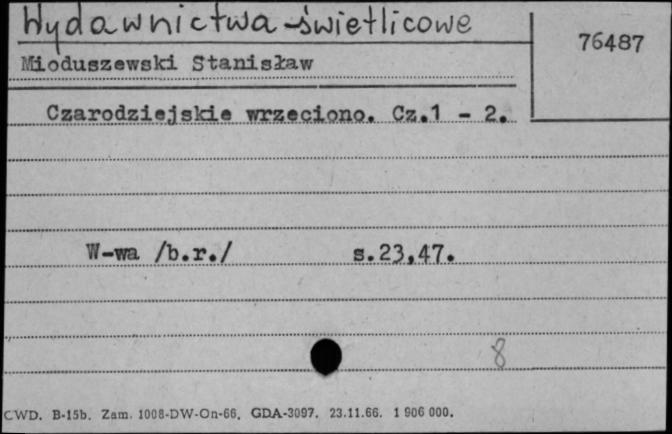 Wydawnictwa-świetlicowe
76487
Mioduszewski Stanisław
Czarodziejskie wrzeciono. Cz.1 - 2.
W-wa /b.r./ s.23,47.
8
CWD. B-15b. Zam. 1008-DW-On-66. GDA-3097. 23.11.66. 1 906 000.